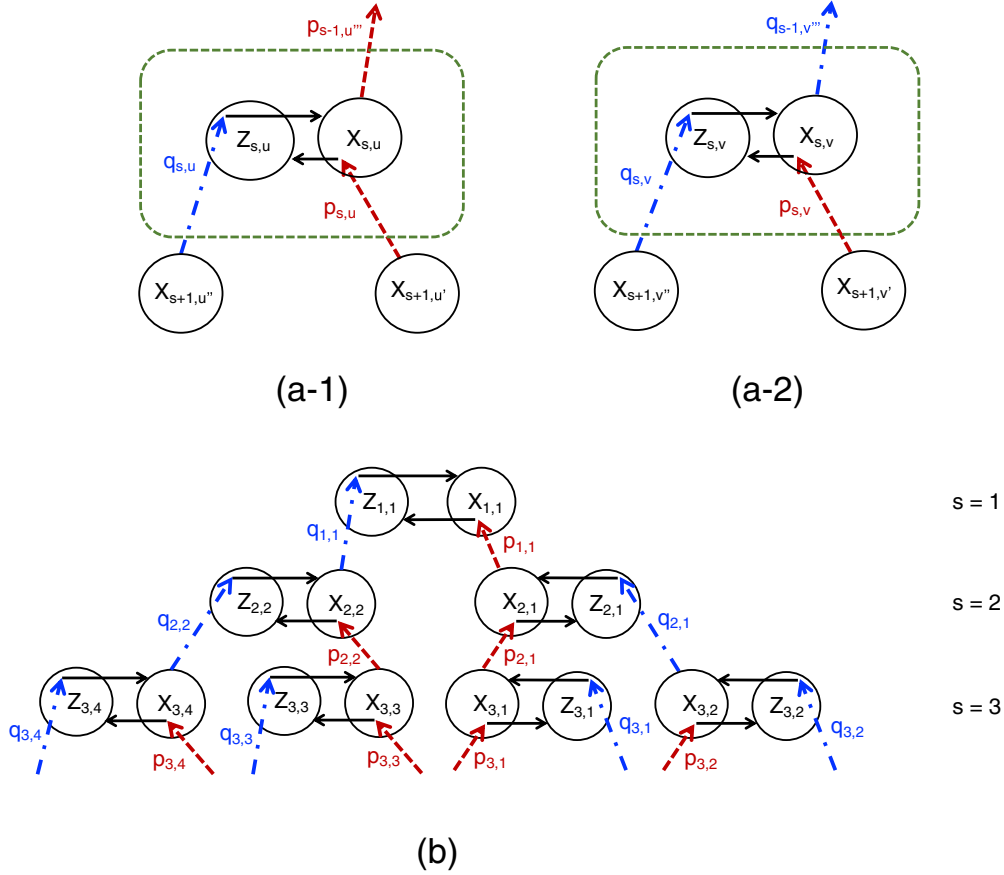 p_{s-1,u'''}
q_{s-1,v'''}
Z_{s,u} X_{s,u}
Z_{s,v} X_{s,v}
q_{s,u} p_{s,u}
q_{s,v} p_{s,v}
X_{s+1,u''} X_{s+1,u'}
X_{s+1,v''} X_{s+1,v'}
(a-1) (a-2)
Z_{1,1} X_{1,1} s = 1
q_{1,1} p_{1,1}
Z_{2,2} X_{2,2} X_{2,1} Z_{2,1} s = 2
q_{2,2} p_{2,2} p_{2,1} q_{2,1}
Z_{3,4} X_{3,4} Z_{3,3} X_{3,3} X_{3,1} Z_{3,1} X_{3,2} Z_{3,2} s = 3
q_{3,4} p_{3,4} q_{3,3} p_{3,3} p_{3,1} q_{3,1} p_{3,2} q_{3,2}
(b)